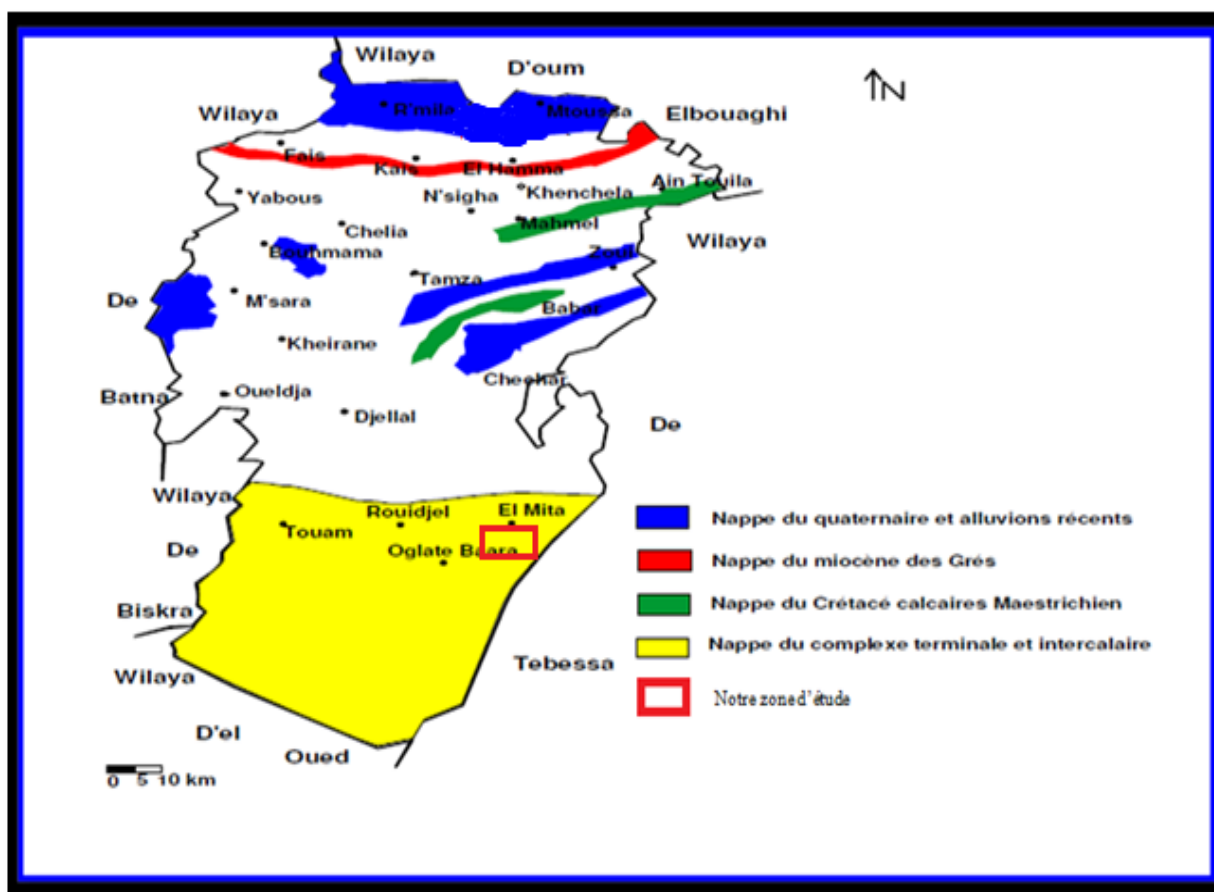 Wilaya
D'oum
N
R'mila
Mtoussa
Wilaya
Elbouaghi
Fais
Kais
El Hamma
Ain Touila
Khenchela
Yabous
N'sigha
Mahmel
Chelia
Wilaya
Bouhmama
Zoui
Tamza
De
M'sara
Babar
Kheirane
Chechar
Batna
Oueldja
Djellal
De
Wilaya
Rouidjel
El Mita
Touam
De
Oglate Baara
Biskra
Tebessa
Wilaya
D'el
Oued
0 5 10 km
Nappe du quaternaire et alluvions récents
Nappe du miocène des Grés
Nappe du Crétacé calcaires Maestrichien
Nappe du complexe terminale et intercalaire
Notre zone d'étude